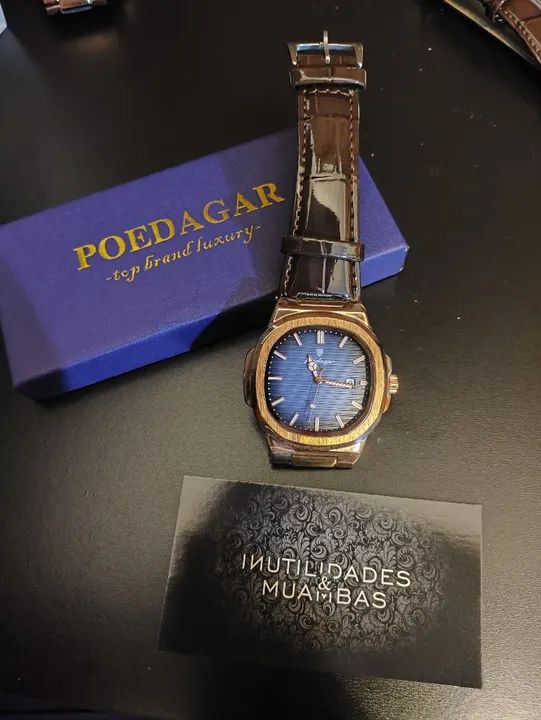 POEDAGAR
-top brand luxury-
INUTILIDADES
&
MUAMBAS